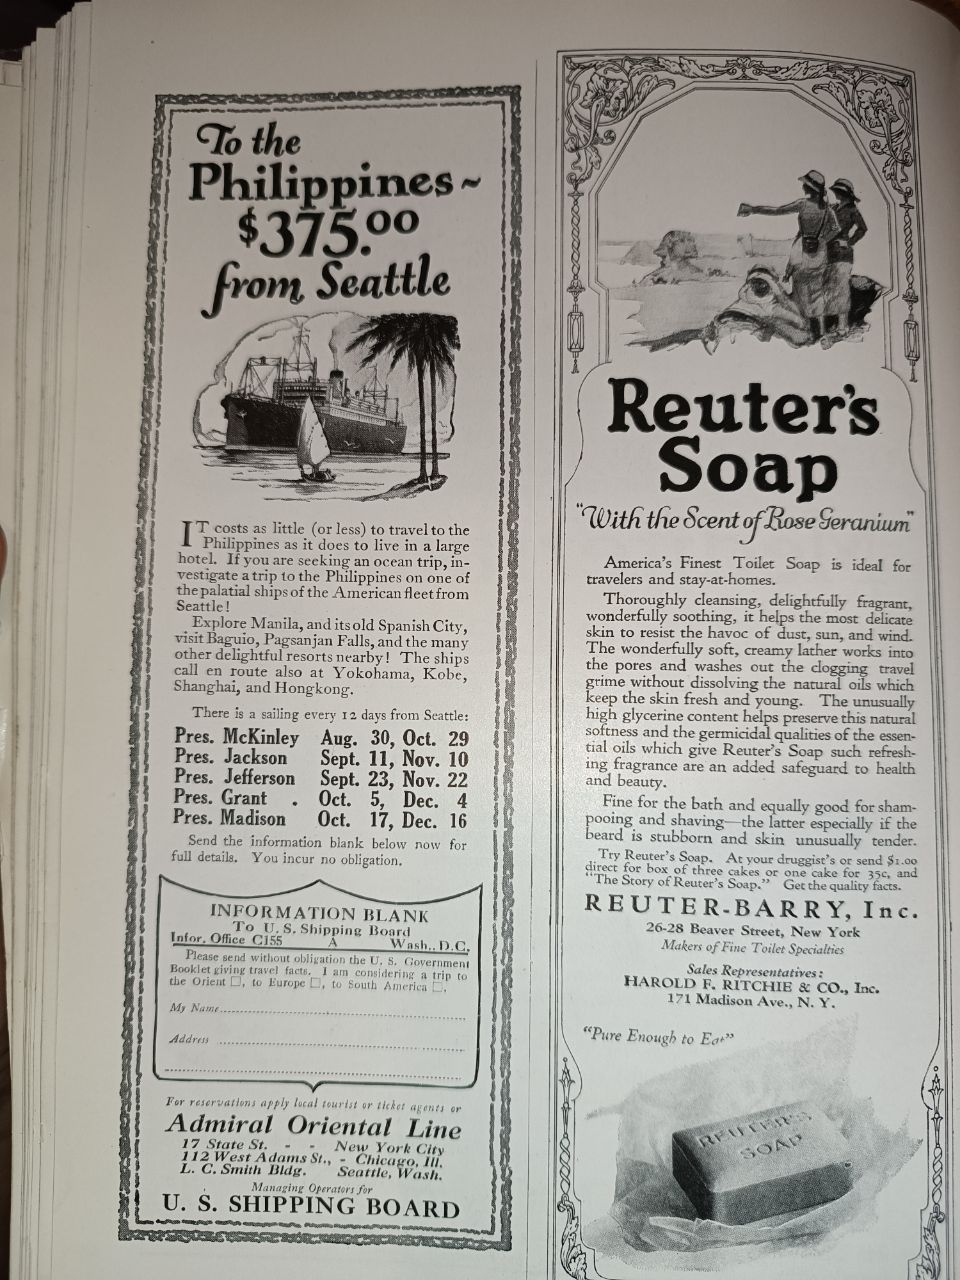 To the
Philippines~
$375.00
from Seattle
IT costs as little (or less) to travel to the
Philippines as it does to live in a large
hotel. If you are seeking an ocean trip, in-
vestigate a trip to the Philippines on one of
the palatial ships of the American fleet from
Seattle!
Explore Manila, and its old Spanish City,
visit Baguio, Pagsanjan Falls, and the many
other delightful resorts nearby! The ships
call en route also at Yokohama, Kobe,
Shanghai, and Hongkong.
There is a sailing every 12 days from Seattle:
Pres. McKinley Aug. 30, Oct. 29
Pres. Jackson Sept. 11, Nov. 10
Pres. Jefferson Sept. 23, Nov. 22
Pres. Grant . Oct. 5, Dec. 4
Pres. Madison Oct. 17, Dec. 16
Send the information blank below now for
full details. You incur no obligation.
INFORMATION BLANK
To U. S. Shipping Board
Infor. Office C155 A Wash., D.C.
Please send without obligation the U. S. Government
Booklet giving travel facts. I am considering a trip to
the Orient □, to Europe □, to South America □.
My Name
Address
For reservations apply local tourist or ticket agents or
Admiral Oriental Line
17 State St. - - New York City
112 West Adams St., - Chicago, Ill.
L. C. Smith Bldg. Seattle, Wash.
Managing Operators for
U. S. SHIPPING BOARD
Reuter's
Soap
"With the Scent of Rose Geranium"
America's Finest Toilet Soap is ideal for
travelers and stay-at-homes.
Thoroughly cleansing, delightfully fragrant,
wonderfully soothing, it helps the most delicate
skin to resist the havoc of dust, sun, and wind.
The wonderfully soft, creamy lather works into
the pores and washes out the clogging travel
grime without dissolving the natural oils which
keep the skin fresh and young. The unusually
high glycerine content helps preserve this natural
softness and the germicidal qualities of the essen-
tial oils which give Reuter's Soap such refresh-
ing fragrance are an added safeguard to health
and beauty.
Fine for the bath and equally good for sham-
pooing and shaving—the latter especially if the
beard is stubborn and skin unusually tender.
Try Reuter's Soap. At your druggist's or send $1.00
direct for box of three cakes or one cake for 35c, and
"The Story of Reuter's Soap." Get the quality facts.
REUTER-BARRY, Inc.
26-28 Beaver Street, New York
Makers of Fine Toilet Specialties
Sales Representatives:
HAROLD F. RITCHIE & CO., Inc.
171 Madison Ave., N. Y.
"Pure Enough to Eat"
REUTER'S
SOAP